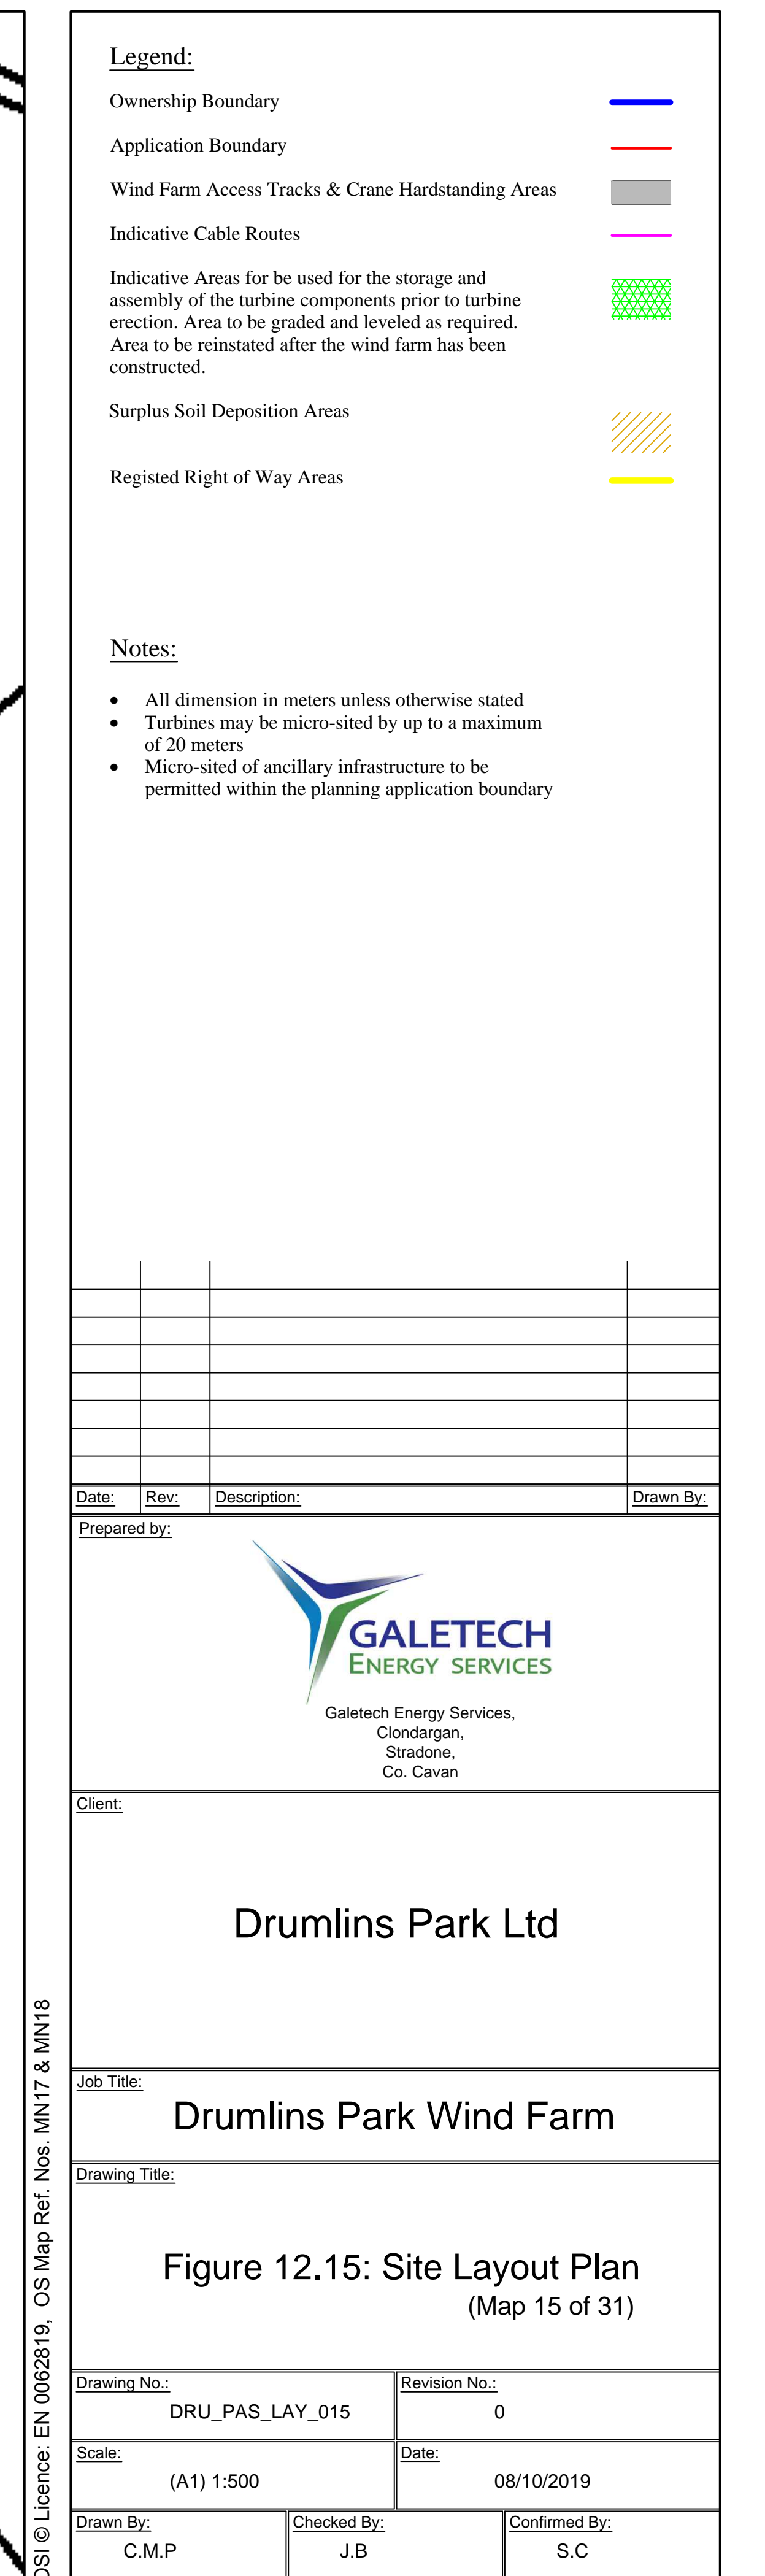 Legend:
Ownership Boundary
Application Boundary
Wind Farm Access Tracks & Crane Hardstanding Areas
Indicative Cable Routes
Indicative Areas for be used for the storage and
assembly of the turbine components prior to turbine
erection. Area to be graded and leveled as required.
Area to be reinstated after the wind farm has been
constructed.
Surplus Soil Deposition Areas
Registed Right of Way Areas
Notes:
• All dimension in meters unless otherwise stated
• Turbines may be micro-sited by up to a maximum
of 20 meters
• Micro-sited of ancillary infrastructure to be
permitted within the planning application boundary
Date: Rev: Description: Drawn By:
Prepared by:
GALETECH
ENERGY SERVICES
Galetech Energy Services,
Clondargan,
Stradone,
Co. Cavan
Client:
Drumlins Park Ltd
Job Title:
Drumlins Park Wind Farm
Drawing Title:
Figure 12.15: Site Layout Plan
(Map 15 of 31)
Drawing No.: Revision No.:
DRU_PAS_LAY_015 0
Scale: Date:
(A1) 1:500 08/10/2019
Drawn By: Checked By: Confirmed By:
C.M.P J.B S.C
© Licence: EN 0062819, OS Map Ref. Nos. MN17 & MN18